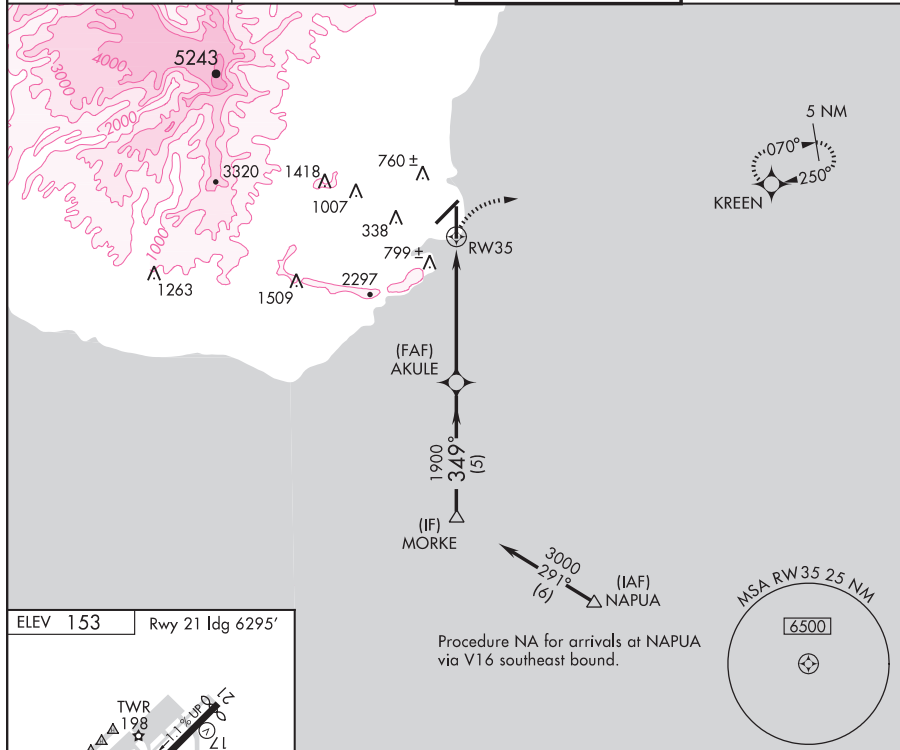 5243
4000
3000
2000
3320
1418
1007
760 ±
338
799 ±
1263
1509
2297
1000
RW35
5 NM
070°
250°
KREEN
(FAF)
AKULE
1900
349°
(5)
(IF)
MORKE
3000
291°
(6)
(IAF)
NAPUA
Procedure NA for arrivals at NAPUA
via V16 southeast bound.
MSA RW35 25 NM
6500
ELEV 153
Rwy 21 ldg 6295'
TWR
198
1.1% UP
21
V
17